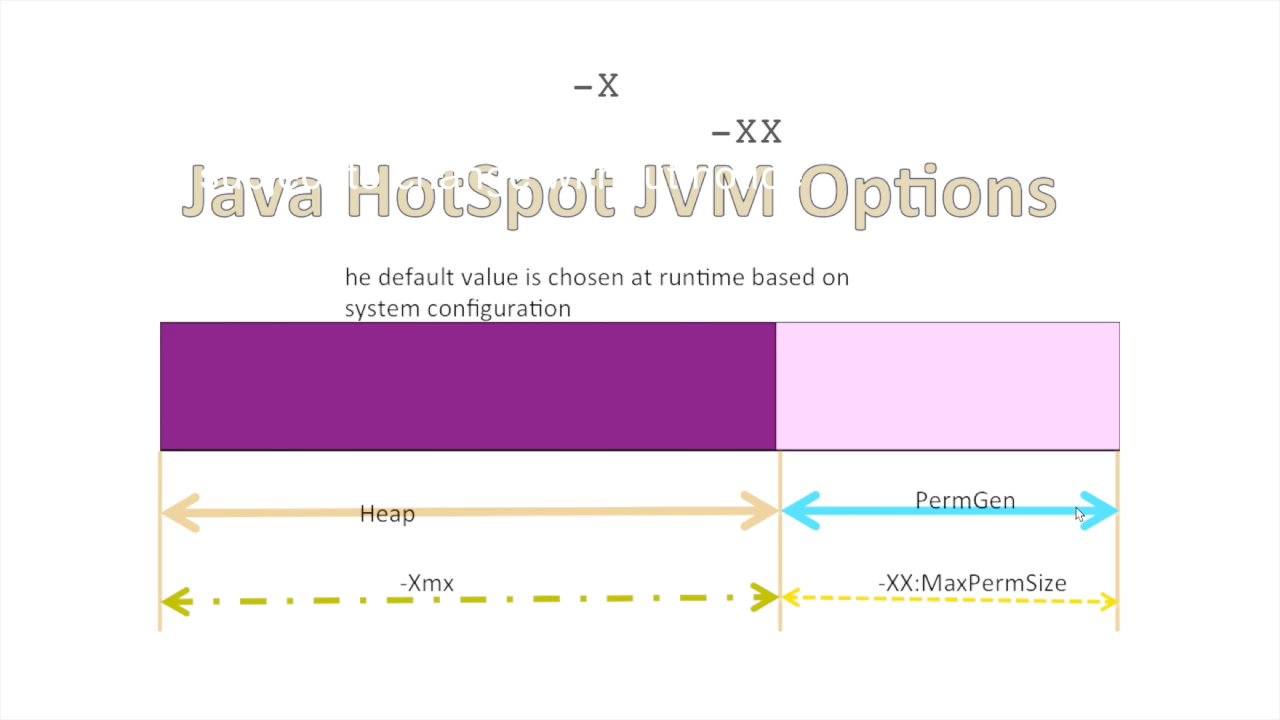 -X
-XX
Java HotSpot JVM Options
he default value is chosen at runtime based on
system configuration
Heap
PermGen
-Xmx
-XX:MaxPermSize